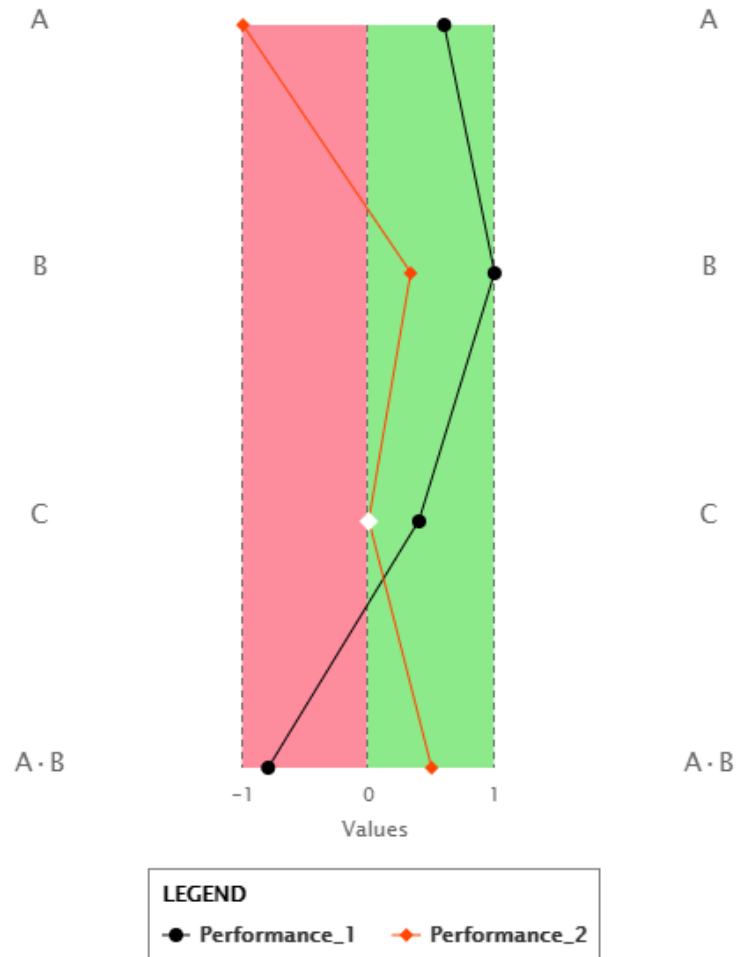 A A
B B
C C
A · B A · B
−1 0 1
Values
LEGEND
Performance_1 Performance_2